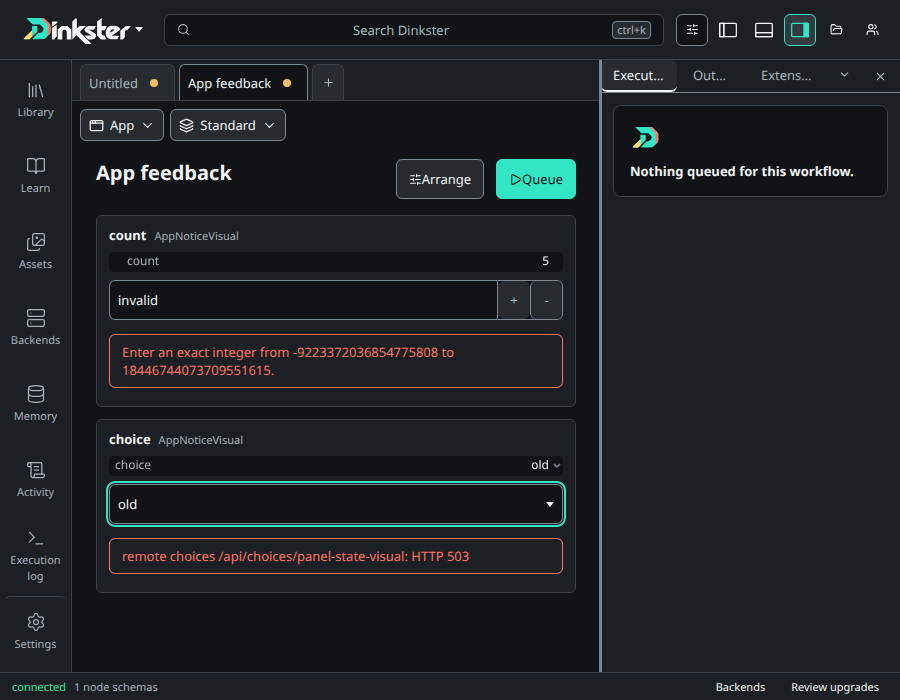 Dinkster
Search Dinkster
ctrl+k
Library
Learn
Assets
Backends
Memory
Activity
Execution
log
Settings
Untitled
App feedback
+
App
Standard
App feedback
Arrange
Queue
count AppNoticeVisual
count 5
invalid
+ -
Enter an exact integer from -9223372036854775808 to
18446744073709551615.
choice AppNoticeVisual
choice old
old
remote choices /api/choices/panel-state-visual: HTTP 503
Execut...
Out...
Extens...
Nothing queued for this workflow.
connected 1 node schemas
Backends Review upgrades